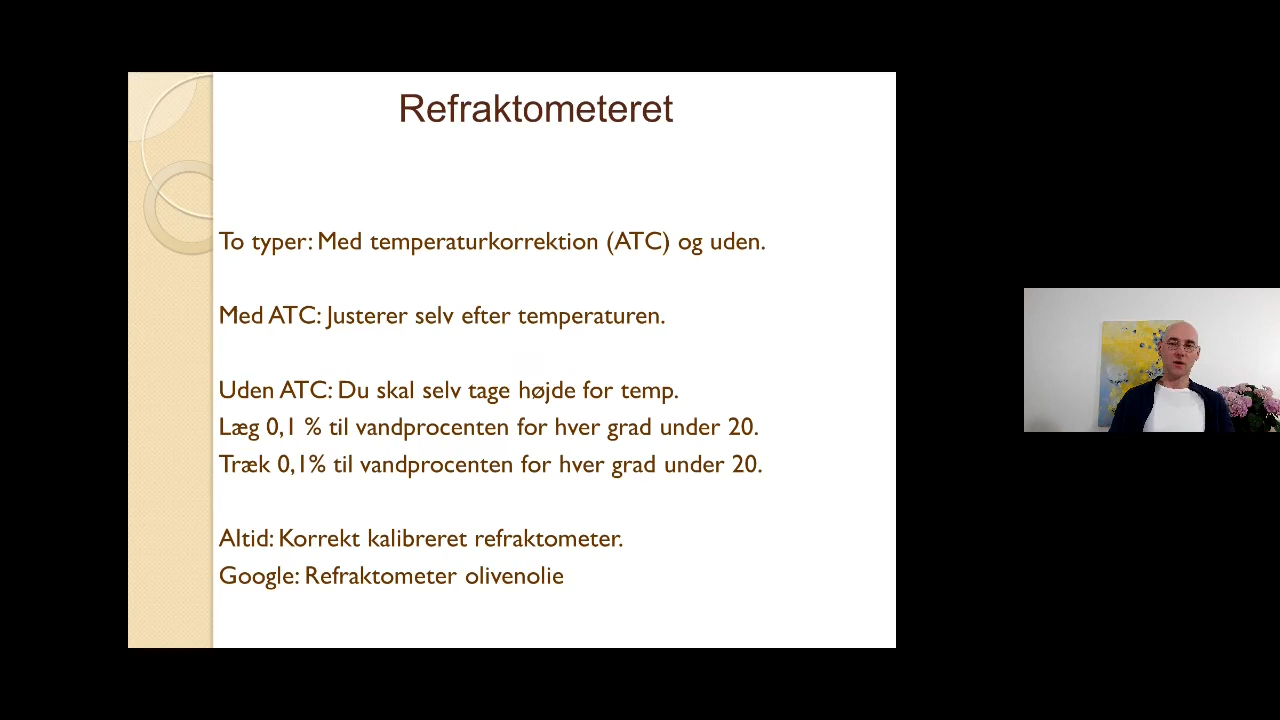 Refraktometeret
To typer: Med temperaturkorrektion (ATC) og uden.
Med ATC: Justerer selv efter temperaturen.
Uden ATC: Du skal selv tage højde for temp.
Læg 0,1 % til vandprocenten for hver grad under 20.
Træk 0,1% til vandprocenten for hver grad under 20.
Altid: Korrekt kalibreret refraktometer.
Google: Refraktometer olivenolie